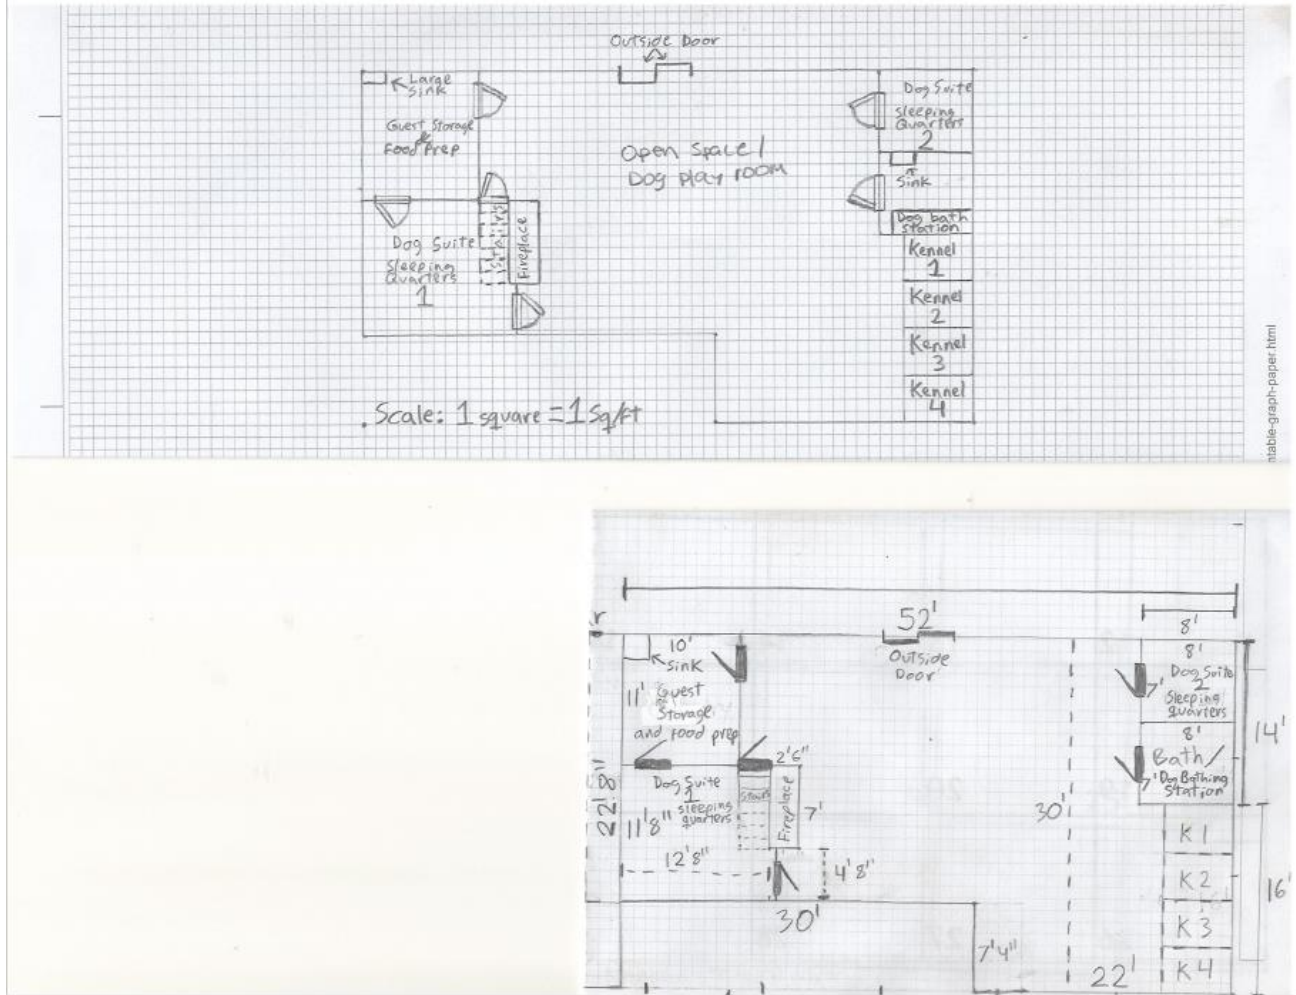 Outside Door
Large
Sink
Guest Storage
&
Food Prep
Dog Suite
Sleeping
Quarters
2
Open Space /
Dog play room
Sink
Dog bath
station
Dog Suite
Sleeping
Quarters
1
Stairs
Fireplace
Kennel
1
Kennel
2
Kennel
3
Kennel
4
Scale: 1 square = 1 Sq/ft
ntable-graph-paper.html
52'
8'
r
10'
Sink
Outside
Door
8'
Dog Suite
2
Sleeping
quarters
7'
11' Guest
Storage
and food prep
8'
Bath/
Dog Bathing
Station
7'
14'
2'6"
Dog Suite
1
sleeping
quarters
Stairs
Fireplace
7'
22'8"
11'8"
30'
12'8"
4'8"
K1
K2
K3
K4
16'
30'
7'4"
22'